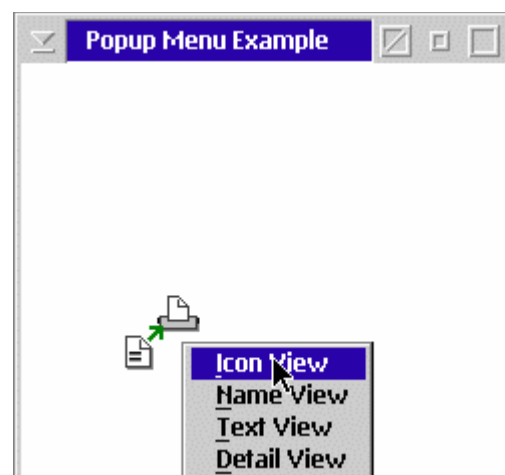 Popup Menu Example
Icon View
Name View
Text View
Detail View